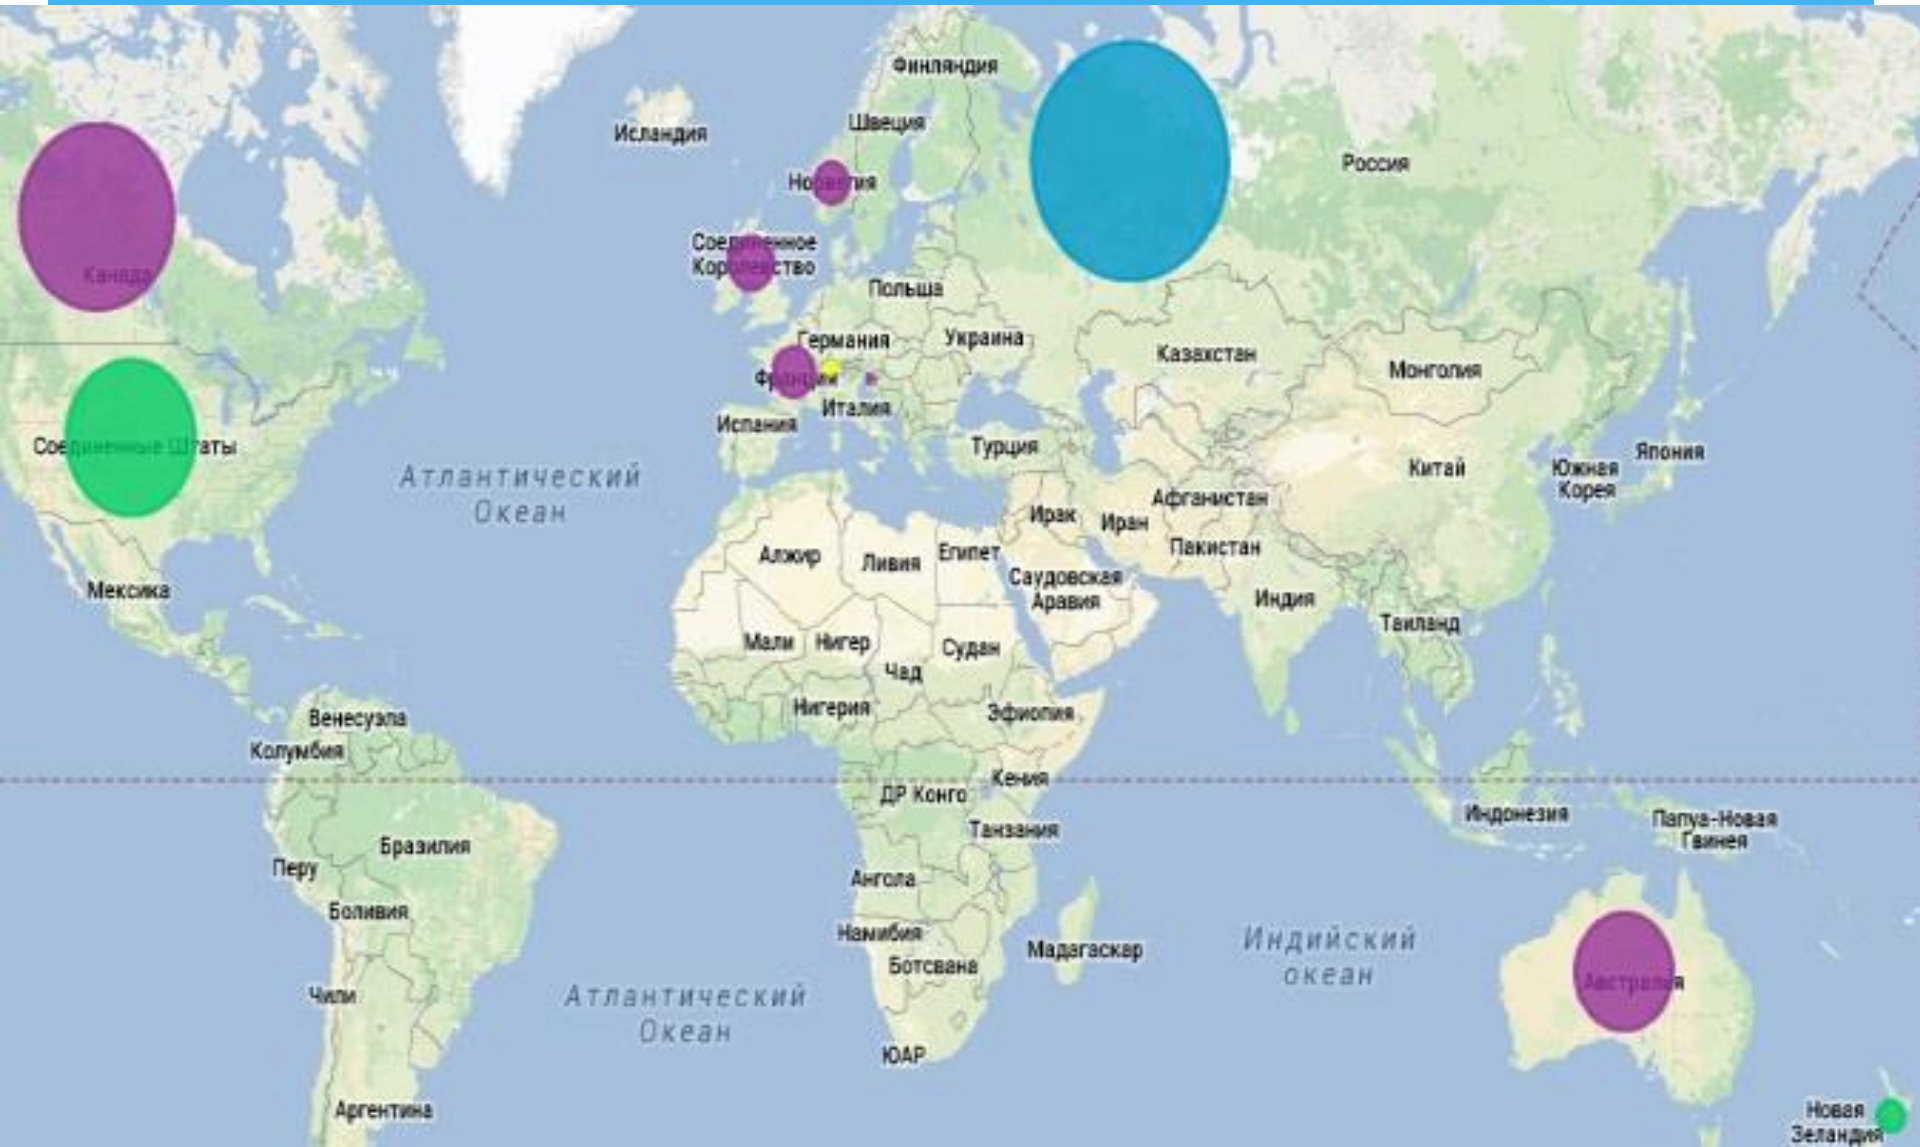 Финляндия
Исландия
Швеция
Россия
Норвегия
Соединенное
Королевство
Канада
Польша
Германия
Украина
Казахстан
Монголия
Франция
Италия
Испания
Соединенные Штаты
Турция
Китай
Южная
Корея
Япония
Атлантический
Океан
Афганистан
Ирак
Иран
Пакистан
Алжир
Ливия
Египет
Саудовская
Аравия
Мексика
Индия
Таиланд
Мали
Нигер
Судан
Чад
Венесуэла
Нигерия
Эфиопия
Колумбия
Кения
ДР Конго
Индонезия
Папуа-Новая
Гвинея
Танзания
Бразилия
Перу
Ангола
Боливия
Намибия
Мадагаскар
Индийский
океан
Ботсвана
Австралия
Чили
Атлантический
Океан
ЮАР
Аргентина
Новая
Зеландия